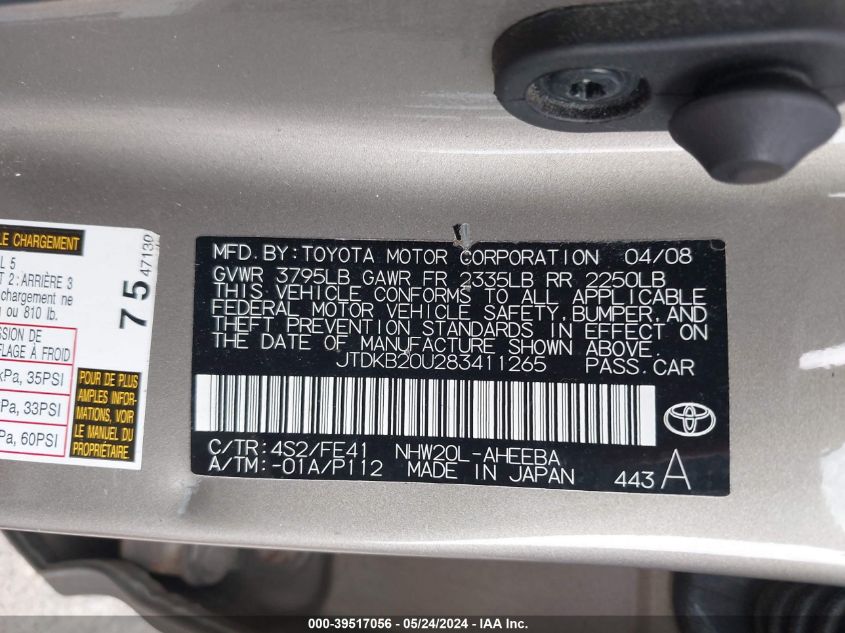 LE CHARGEMENT
L 5
T 2: ARRIÈRE 3
chargement ne
ou 810 lb.
75
47130
SSION DE
FLAGE À FROID
kPa, 35PSI
Pa, 33PSI
a, 60PSI
POUR DE PLUS
AMPLES INFOR-
MATIONS, VOIR
LE MANUEL DU
PROPRIÉTAIRE.
MFD. BY: TOYOTA MOTOR CORPORATION 04/08
GVWR 3795LB GAWR FR 2335LB RR 2250LB
THIS VEHICLE CONFORMS TO ALL APPLICABLE
FEDERAL MOTOR VEHICLE SAFETY, BUMPER, AND
THEFT PREVENTION STANDARDS IN EFFECT ON
THE DATE OF MANUFACTURE SHOWN ABOVE.
JTDKB20U283411265 PASS. CAR
C/TR: 4S2/FE41 NHW20L-AHEEBA
A/TM: -01A/P112 MADE IN JAPAN 443 A
000-39517056 - 05/24/2024 - IAA Inc.